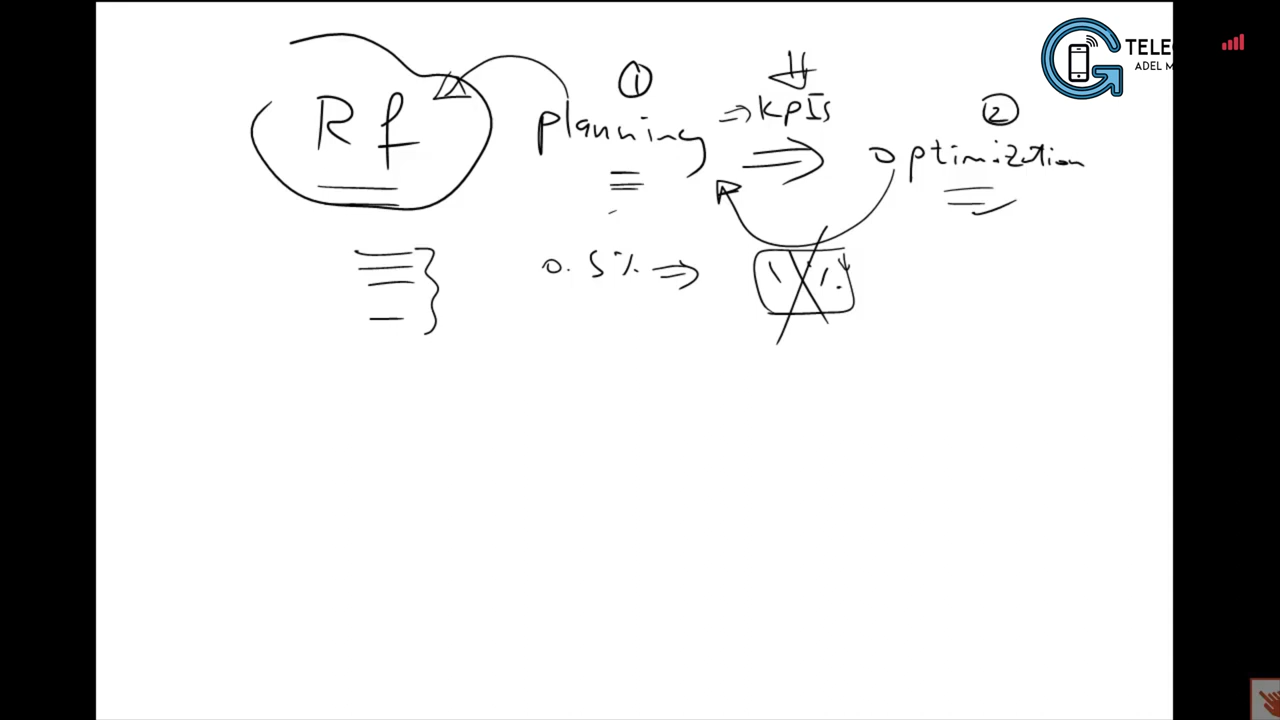 TELE
ADEL M
①
②
Rf
planning
⇒ KPIs
⇒
optimization
0.5% ⇒
1%